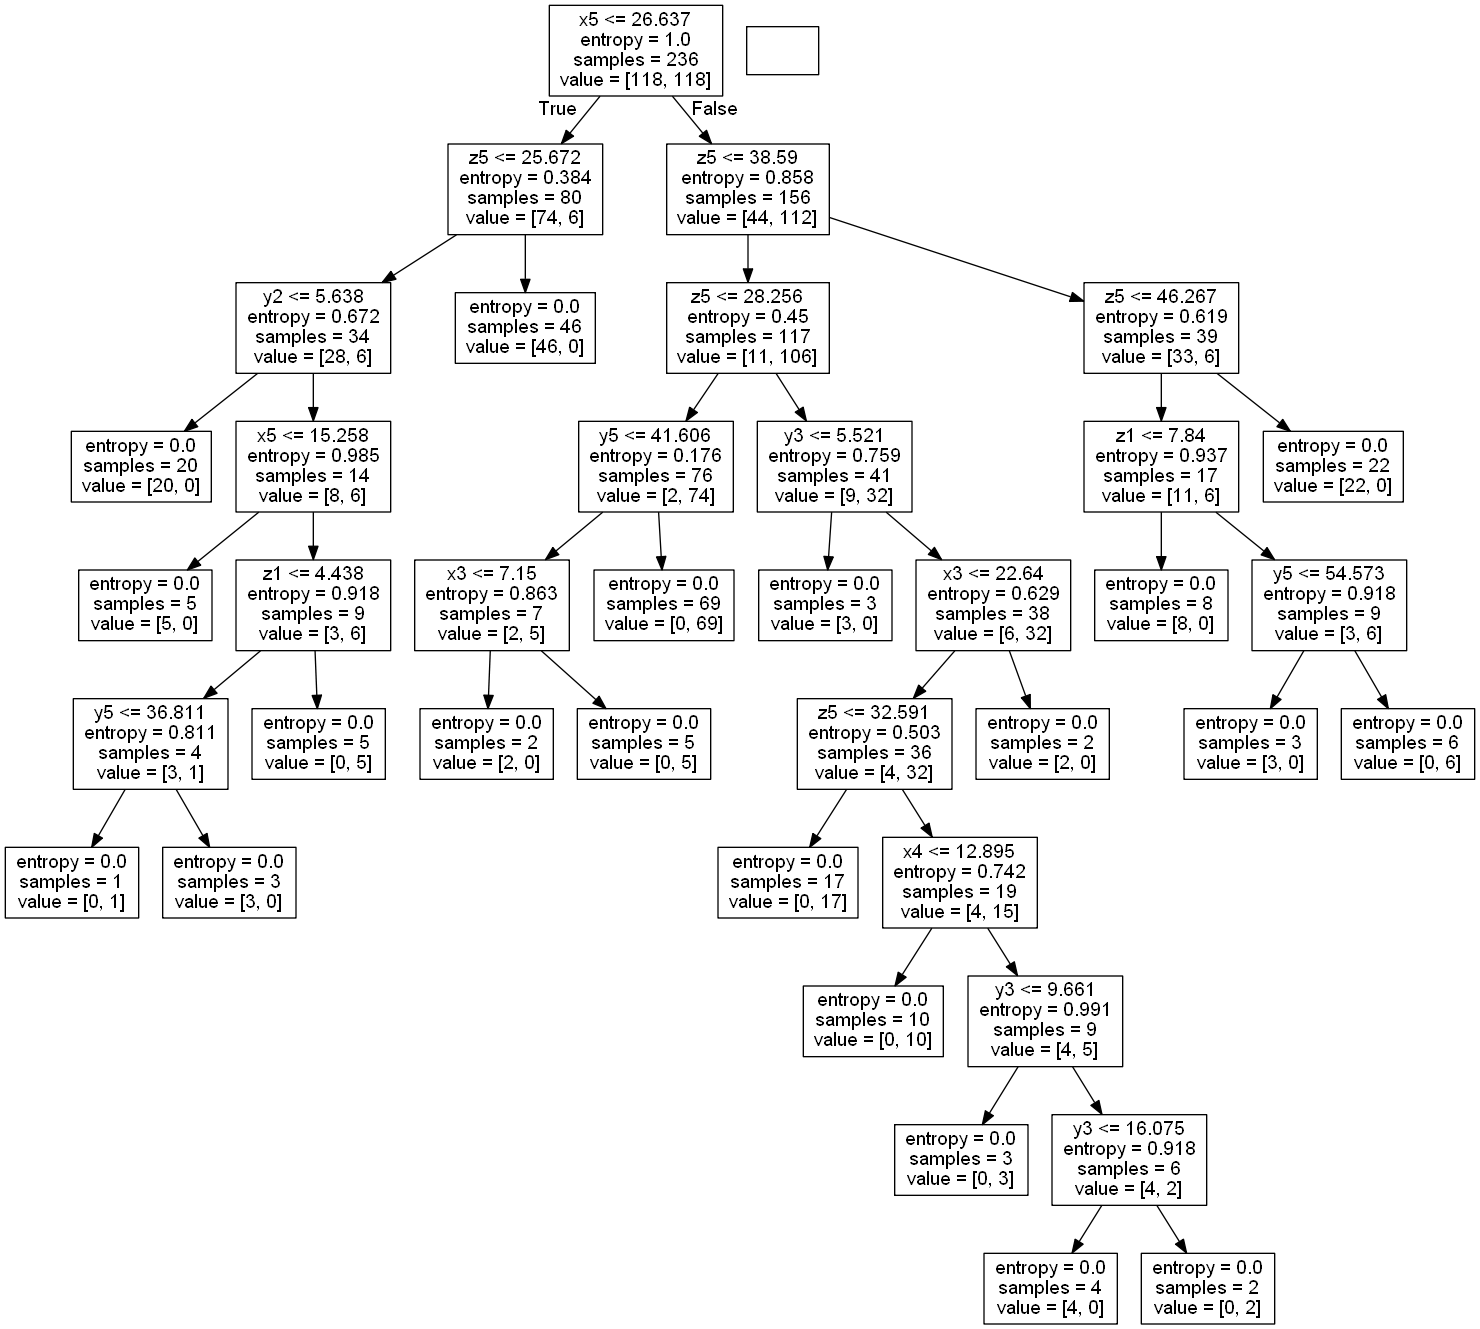 x5 <= 26.637
entropy = 1.0
samples = 236
value = [118, 118]
True
False
z5 <= 25.672
entropy = 0.384
samples = 80
value = [74, 6]
z5 <= 38.59
entropy = 0.858
samples = 156
value = [44, 112]
y2 <= 5.638
entropy = 0.672
samples = 34
value = [28, 6]
entropy = 0.0
samples = 46
value = [46, 0]
z5 <= 28.256
entropy = 0.45
samples = 117
value = [11, 106]
z5 <= 46.267
entropy = 0.619
samples = 39
value = [33, 6]
entropy = 0.0
samples = 20
value = [20, 0]
x5 <= 15.258
entropy = 0.985
samples = 14
value = [8, 6]
y5 <= 41.606
entropy = 0.176
samples = 76
value = [2, 74]
y3 <= 5.521
entropy = 0.759
samples = 41
value = [9, 32]
z1 <= 7.84
entropy = 0.937
samples = 17
value = [11, 6]
entropy = 0.0
samples = 22
value = [22, 0]
entropy = 0.0
samples = 5
value = [5, 0]
z1 <= 4.438
entropy = 0.918
samples = 9
value = [3, 6]
x3 <= 7.15
entropy = 0.863
samples = 7
value = [2, 5]
entropy = 0.0
samples = 69
value = [0, 69]
entropy = 0.0
samples = 3
value = [3, 0]
x3 <= 22.64
entropy = 0.629
samples = 38
value = [6, 32]
entropy = 0.0
samples = 8
value = [8, 0]
y5 <= 54.573
entropy = 0.918
samples = 9
value = [3, 6]
y5 <= 36.811
entropy = 0.811
samples = 4
value = [3, 1]
entropy = 0.0
samples = 5
value = [0, 5]
entropy = 0.0
samples = 2
value = [2, 0]
entropy = 0.0
samples = 5
value = [0, 5]
z5 <= 32.591
entropy = 0.503
samples = 36
value = [4, 32]
entropy = 0.0
samples = 2
value = [2, 0]
entropy = 0.0
samples = 3
value = [3, 0]
entropy = 0.0
samples = 6
value = [0, 6]
entropy = 0.0
samples = 1
value = [0, 1]
entropy = 0.0
samples = 3
value = [3, 0]
entropy = 0.0
samples = 17
value = [0, 17]
x4 <= 12.895
entropy = 0.742
samples = 19
value = [4, 15]
entropy = 0.0
samples = 10
value = [0, 10]
y3 <= 9.661
entropy = 0.991
samples = 9
value = [4, 5]
entropy = 0.0
samples = 3
value = [0, 3]
y3 <= 16.075
entropy = 0.918
samples = 6
value = [4, 2]
entropy = 0.0
samples = 4
value = [4, 0]
entropy = 0.0
samples = 2
value = [0, 2]